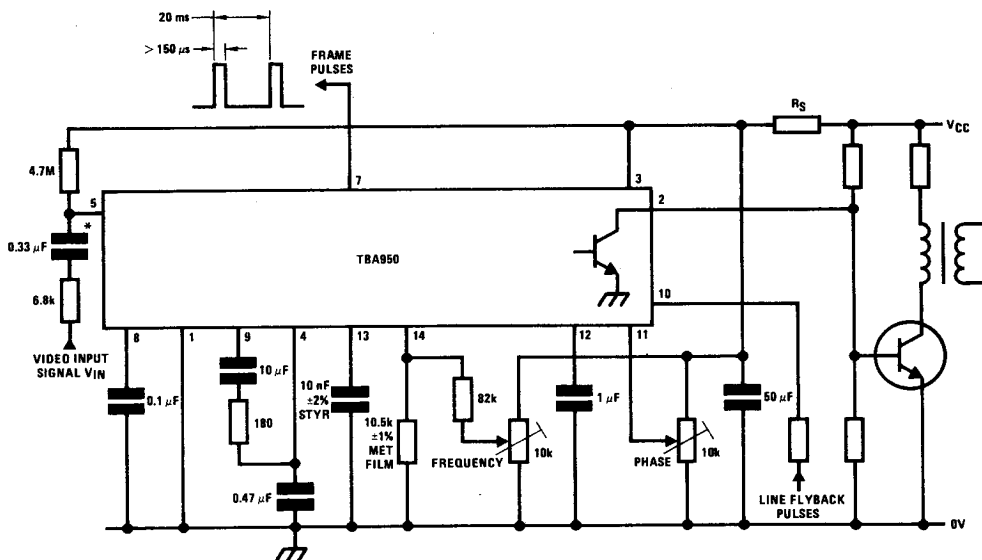 20 ms
> 150 μs
FRAME
PULSES
RS
VCC
4.7M
7
3
5
2
*
0.33 μF
TBA950
6.8k
10
VIDEO INPUT
SIGNAL VIN
8
1
9
4
13
14
12
11
10 μF
0.1 μF
180
10 nF
±2%
STYR
82k
1 μF
50 μF
10.5k
±1%
MET
FILM
FREQUENCY
10k
PHASE
10k
0.47 μF
LINE FLYBACK
PULSES
0V